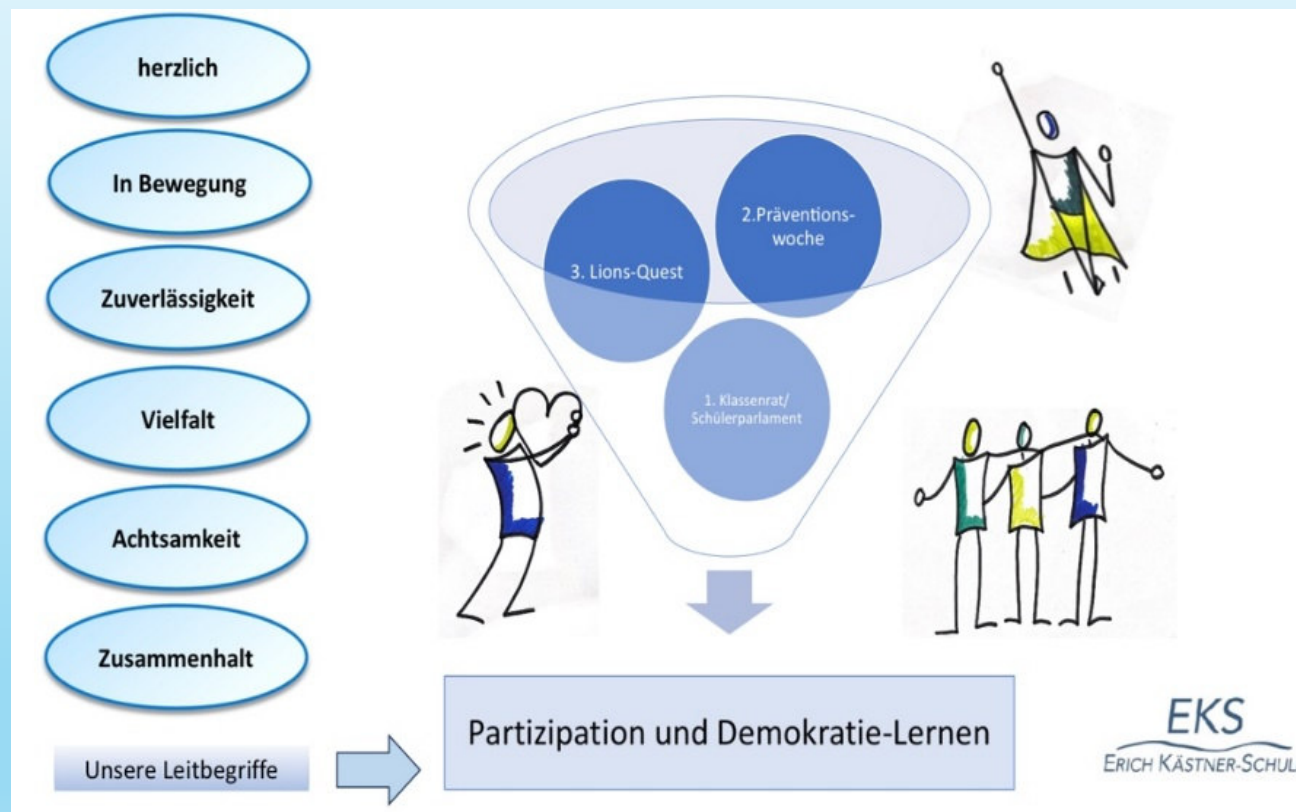 herzlich
In Bewegung
Zuverlässigkeit
Vielfalt
Achtsamkeit
Zusammenhalt
Unsere Leitbegriffe
2.Präventions-
woche
3. Lions-Quest
1. Klassenrat/
Schülerparlament
Partizipation und Demokratie-Lernen
EKS
ERICH KÄSTNER-SCHUL